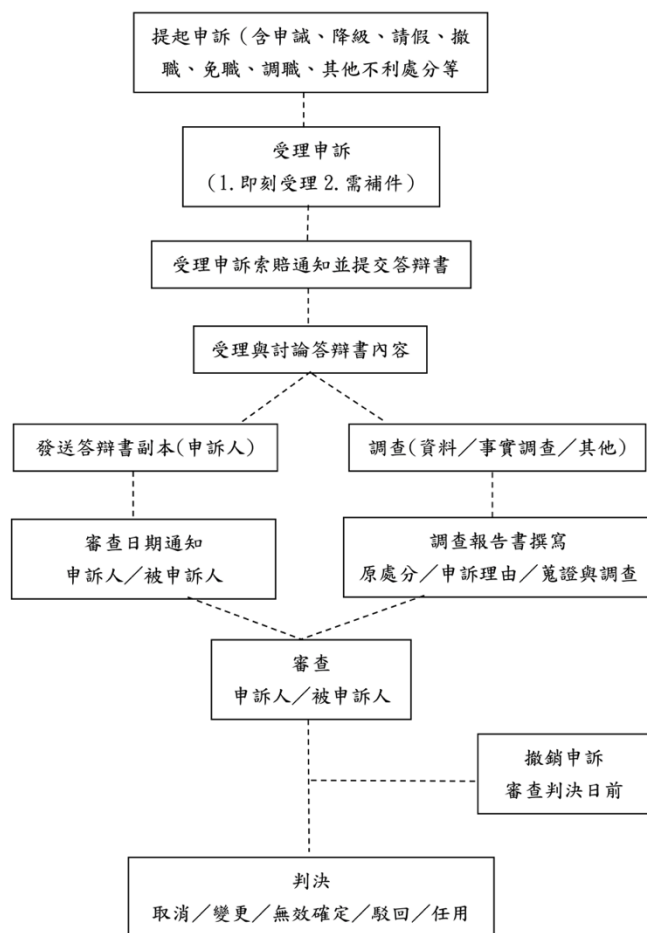 提起申訴（含申誡、降級、請假、撤
職、免職、調職、其他不利處分等
受理申訴
（1.即刻受理 2.需補件）
受理申訴索賠通知並提交答辯書
受理與討論答辯書內容
發送答辯書副本(申訴人)
調查(資料／事實調查／其他)
審查日期通知
申訴人／被申訴人
調查報告書撰寫
原處分／申訴理由／蒐證與調查
審查
申訴人／被申訴人
撤銷申訴
審查判決日前
判決
取消／變更／無效確定／駁回／任用